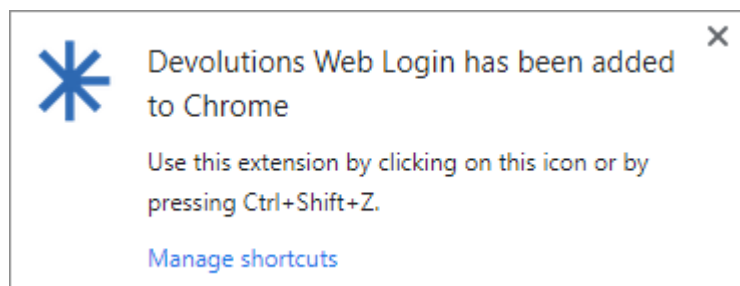 Devolutions Web Login has been added
to Chrome
Use this extension by clicking on this icon or by
pressing Ctrl+Shift+Z.
Manage shortcuts